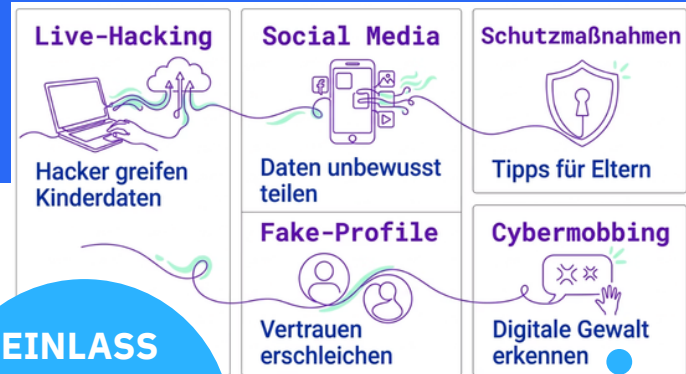 Live-Hacking
Hacker greifen
Kinderdaten
Social Media
Daten unbewusst
teilen
Schutzmaßnahmen
Tipps für Eltern
Fake-Profile
Vertrauen
erschleichen
Cybermobbing
Digitale Gewalt
erkennen
EINLASS